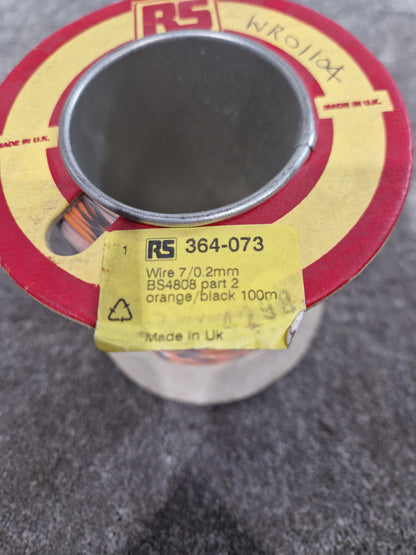 RS
WR01104
MADE IN U.K.
MADE IN U.K.
1 RS 364-073
Wire 7/0.2mm
BS4808 part 2
orange/black 100m
Made in Uk